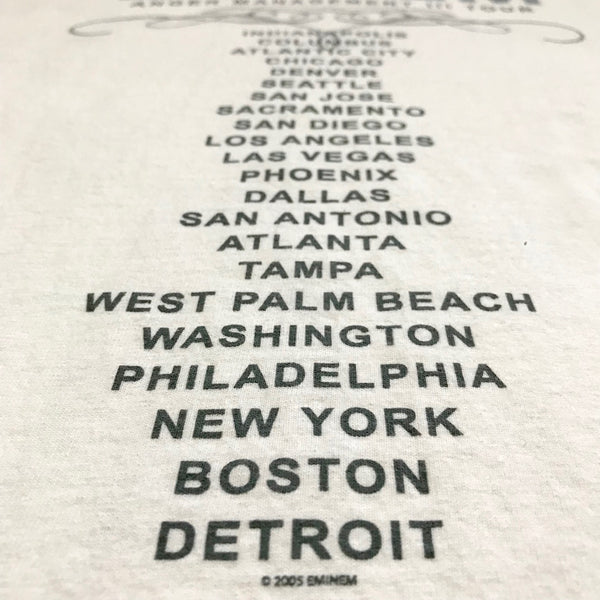 ANGER MANAGEMENT III TOUR
INDIANAPOLIS
COLUMBUS
ATLANTIC CITY
CHICAGO
DENVER
SEATTLE
SAN JOSE
SACRAMENTO
SAN DIEGO
LOS ANGELES
LAS VEGAS
PHOENIX
DALLAS
SAN ANTONIO
ATLANTA
TAMPA
WEST PALM BEACH
WASHINGTON
PHILADELPHIA
NEW YORK
BOSTON
DETROIT
© 2005 EMINEM